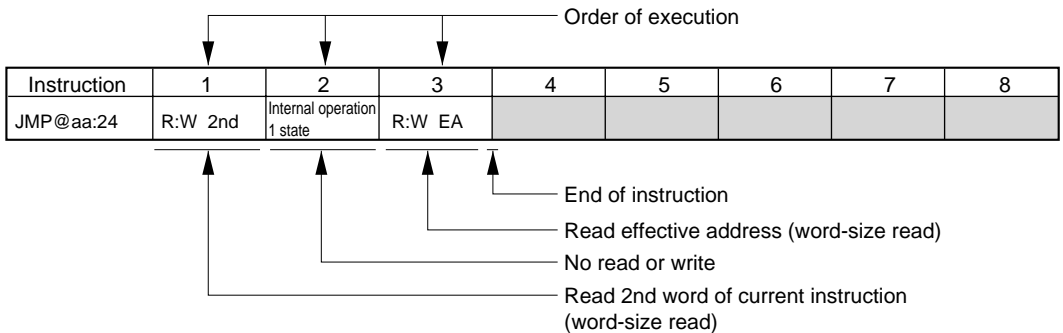 Order of execution
Instruction 1 2 3 4 5 6 7 8
JMP@aa:24 R:W 2nd Internal operation 1 state R:W EA
End of instruction
Read effective address (word-size read)
No read or write
Read 2nd word of current instruction
(word-size read)